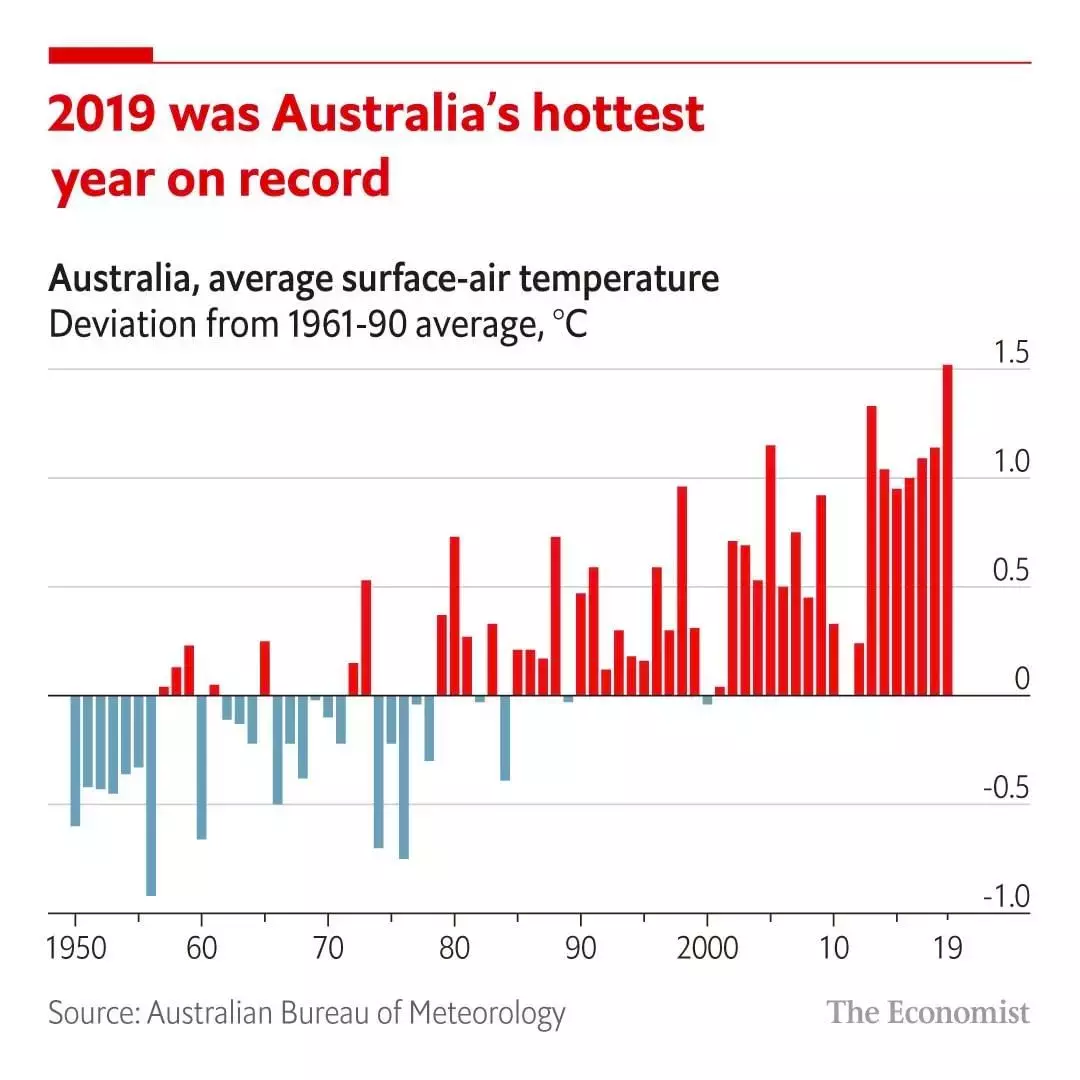 2019 was Australia’s hottest
year on record
Australia, average surface-air temperature
Deviation from 1961-90 average, °C
1.5
1.0
0.5
0
-0.5
-1.0
1950 60 70 80 90 2000 10 19
Source: Australian Bureau of Meteorology The Economist